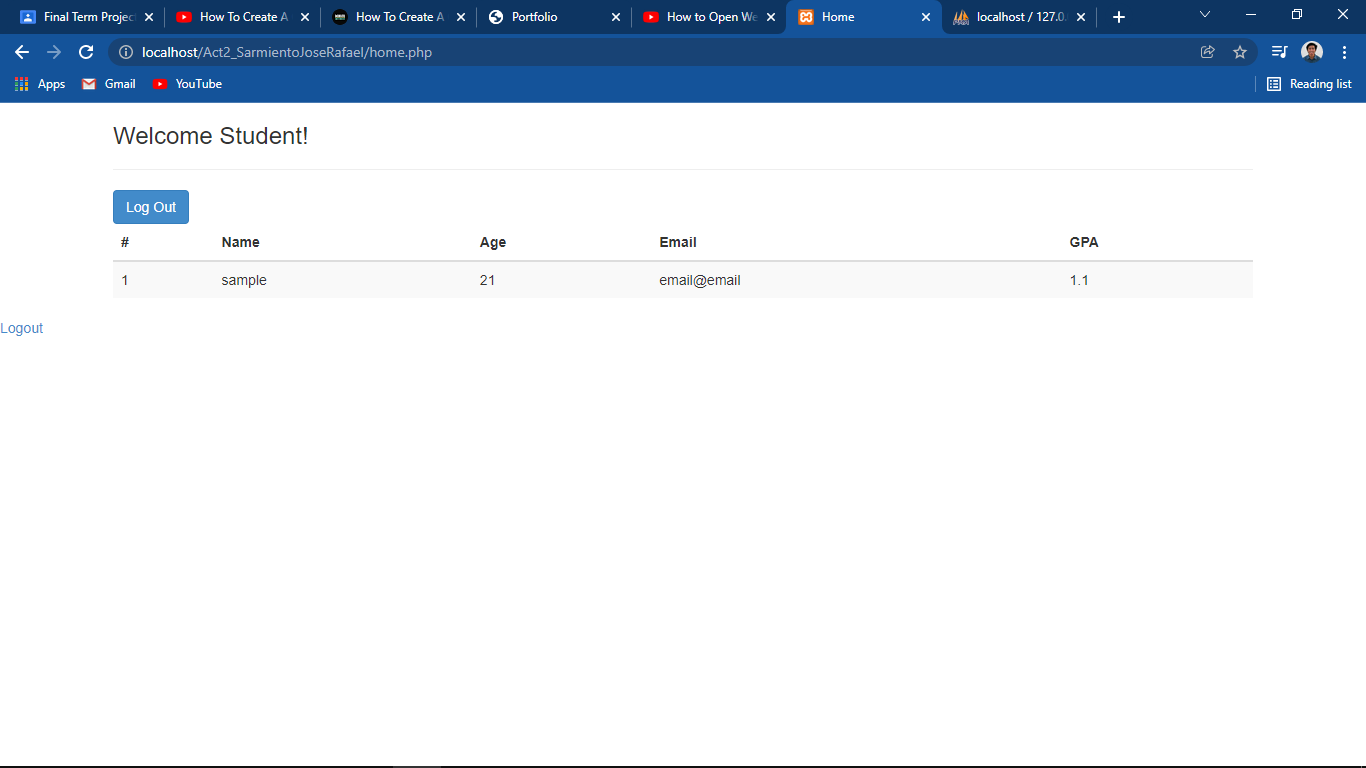 Final Term Projec
How To Create A
How To Create A
Portfolio
How to Open We
Home
localhost / 127.0.
localhost/Act2_SarmientoJoseRafael/home.php
Apps Gmail YouTube Reading list
Welcome Student!
Log Out
# Name Age Email GPA
1 sample 21 email@email 1.1
Logout